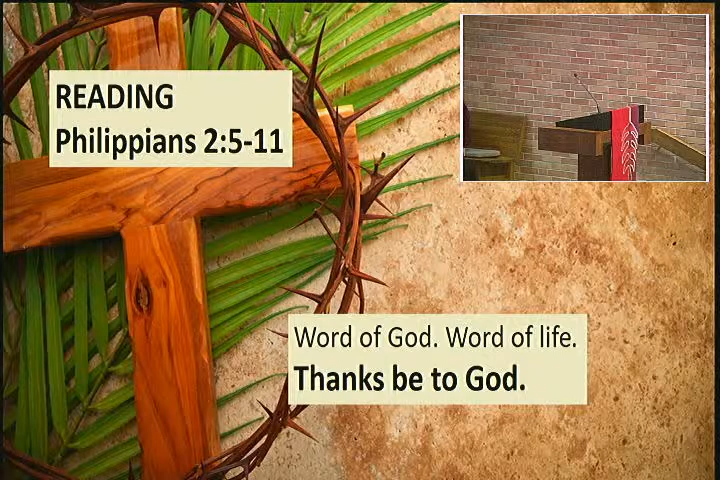 READING
Philippians 2:5-11
Word of God. Word of life.
Thanks be to God.